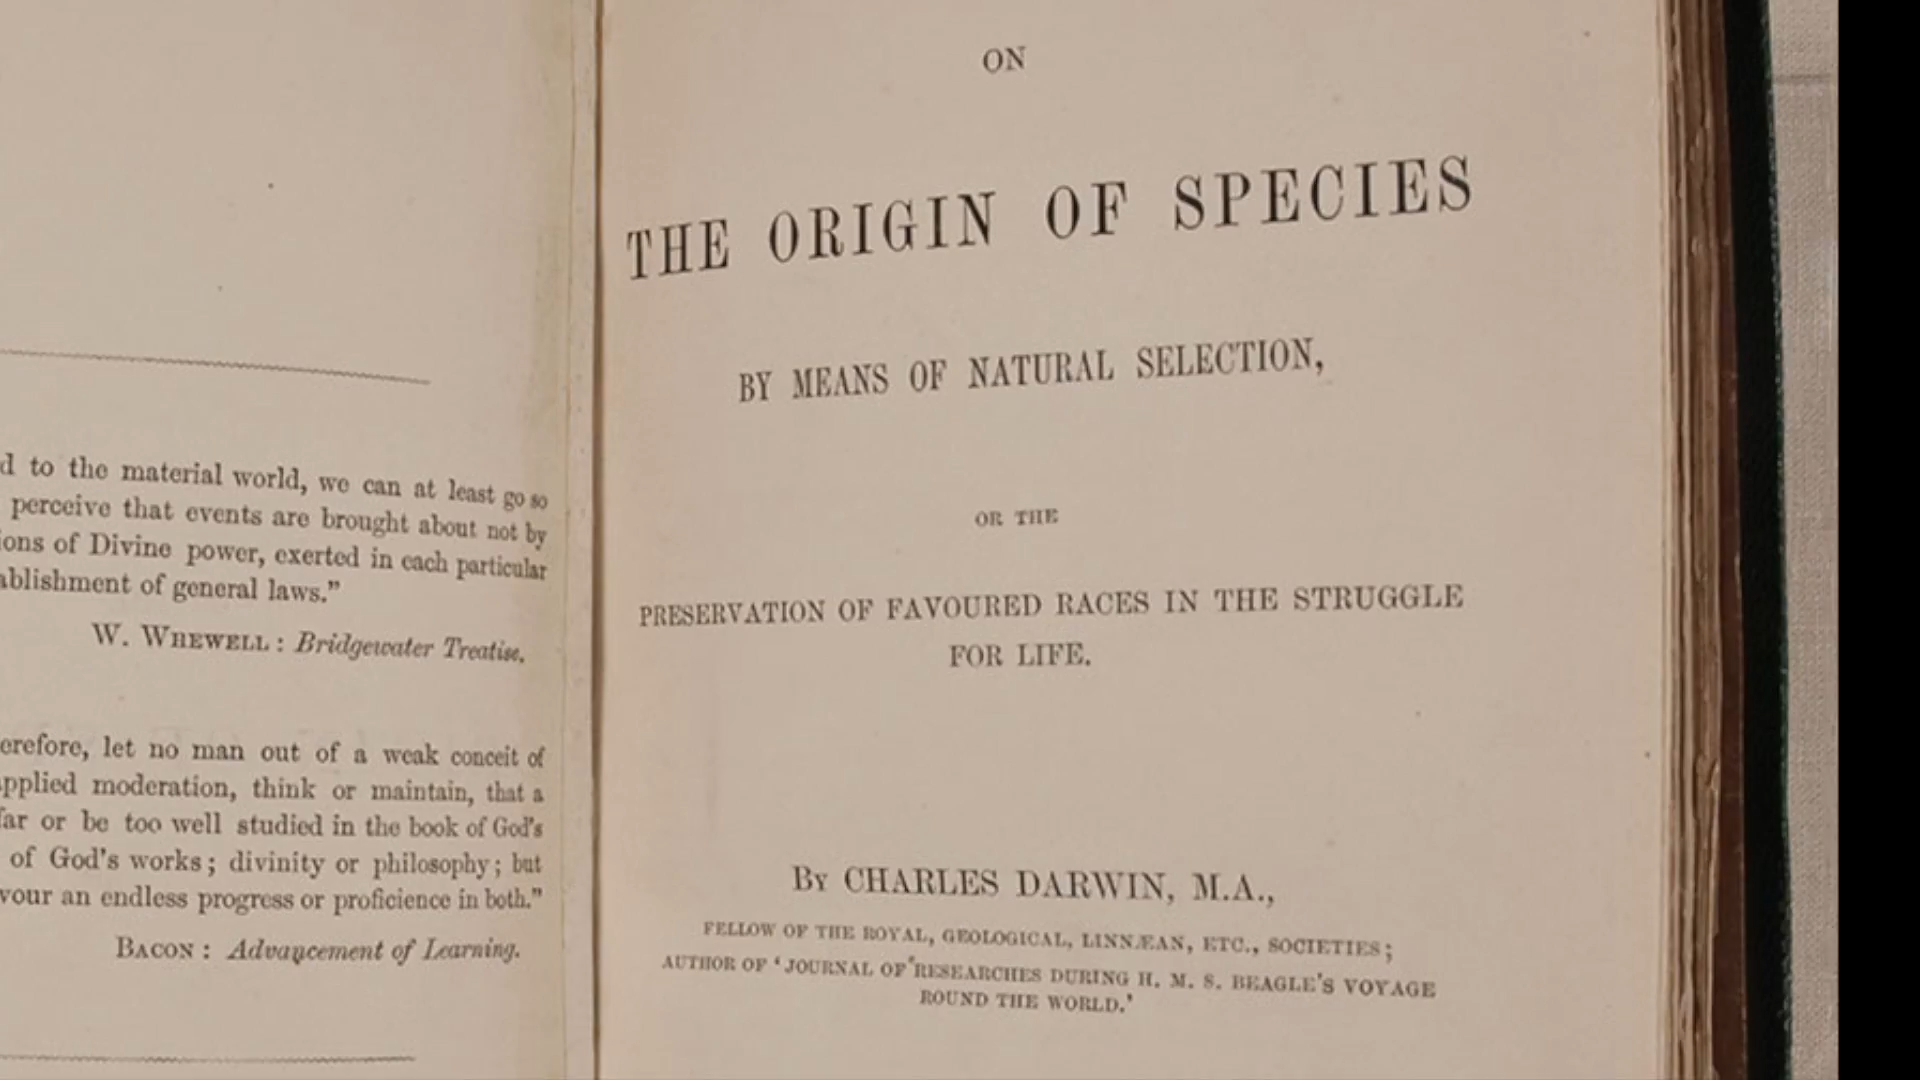 d to the material world, we can at least go so
perceive that events are brought about not by
ions of Divine power, exerted in each particular
ablishment of general laws."
W. WHEWELL: Bridgewater Treatise.
erefore, let no man out of a weak conceit of
applied moderation, think or maintain, that a
far or be too well studied in the book of God's
of God's works; divinity or philosophy; but
vour an endless progress or proficience in both."
BACON: Advancement of Learning.
ON
THE ORIGIN OF SPECIES
BY MEANS OF NATURAL SELECTION,
OR THE
PRESERVATION OF FAVOURED RACES IN THE STRUGGLE
FOR LIFE.
BY CHARLES DARWIN, M.A.,
FELLOW OF THE ROYAL, GEOLOGICAL, LINNÆAN, ETC., SOCIETIES;
AUTHOR OF 'JOURNAL OF RESEARCHES DURING H. M. S. BEAGLE'S VOYAGE
ROUND THE WORLD.'